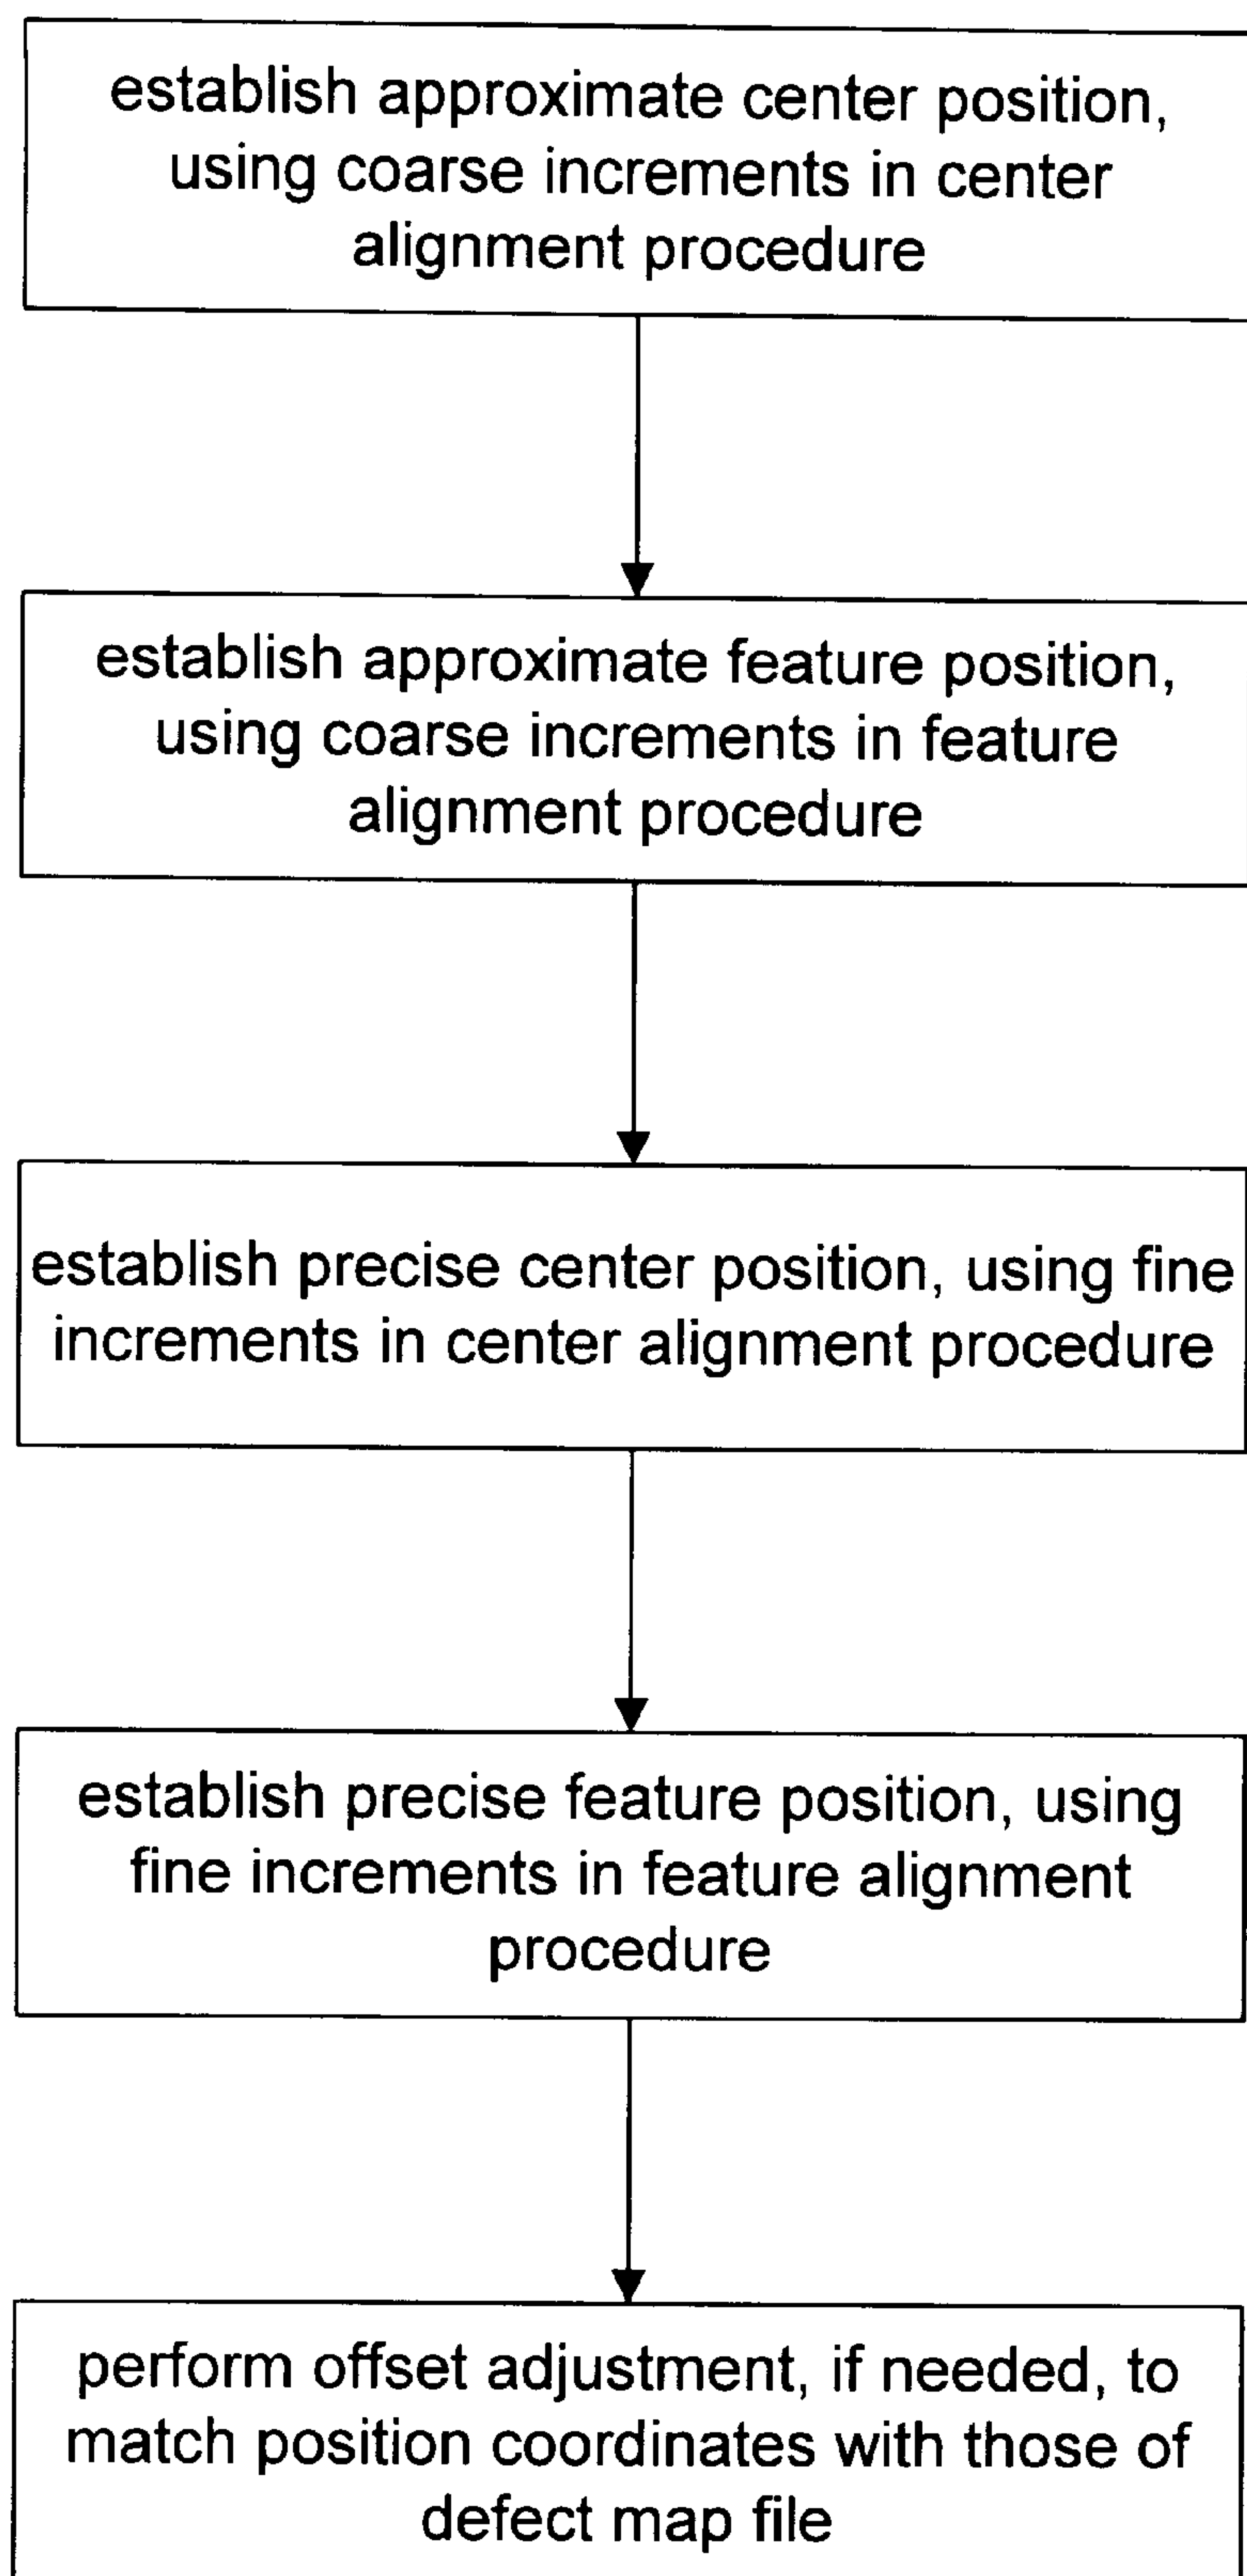 establish approximate center position,
using coarse increments in center
alignment procedure
establish approximate feature position,
using coarse increments in feature
alignment procedure
establish precise center position, using fine
increments in center alignment procedure
establish precise feature position, using
fine increments in feature alignment
procedure
perform offset adjustment, if needed, to
match position coordinates with those of
defect map file